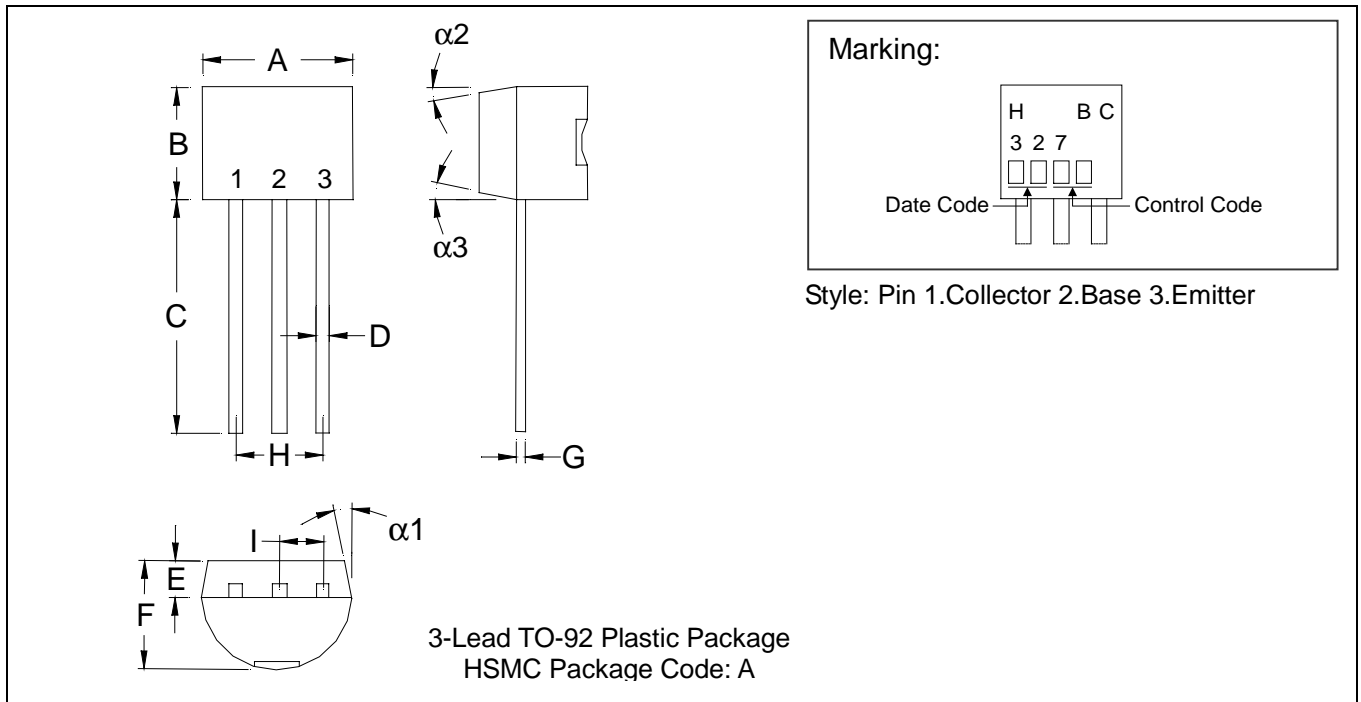 A
B
1 2 3
C
D
H
α2
α3
G
Marking:
H B C
3 2 7
Date Code
Control Code
Style: Pin 1.Collector 2.Base 3.Emitter
α1
I
E
F
3-Lead TO-92 Plastic Package
HSMC Package Code: A